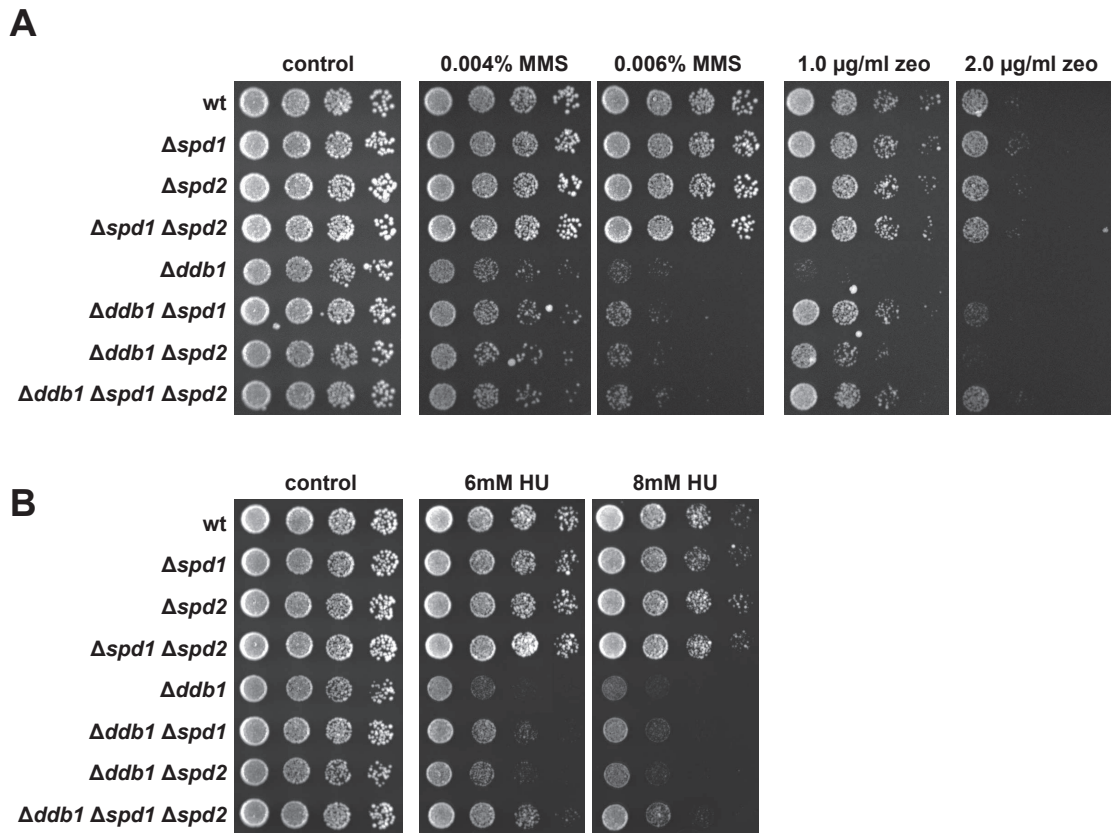 A
control 0.004% MMS 0.006% MMS 1.0 µg/ml zeo 2.0 µg/ml zeo
wt
Δspd1
Δspd2
Δspd1 Δspd2
Δddb1
Δddb1 Δspd1
Δddb1 Δspd2
Δddb1 Δspd1 Δspd2
B
control 6mM HU 8mM HU
wt
Δspd1
Δspd2
Δspd1 Δspd2
Δddb1
Δddb1 Δspd1
Δddb1 Δspd2
Δddb1 Δspd1 Δspd2